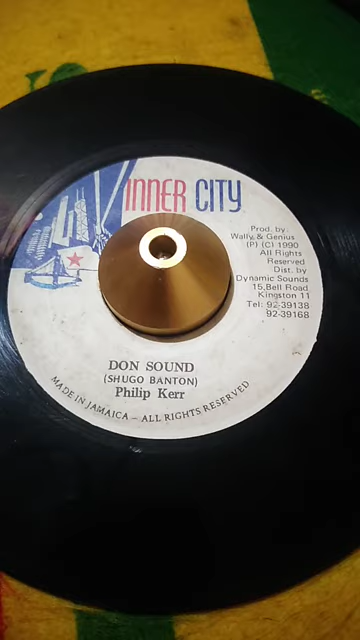 INNER CITY
Prod. by:
Wally & Genius
(P) (C) 1990
All Rights
Reserved
Dist. by
Dynamic Sounds
15,Bell Road
Kingston 11
Tel: 92-39138
92-39168
DON SOUND
(SHUGO BANTON)
Philip Kerr
MADE IN JAMAICA - ALL RIGHTS RESERVED